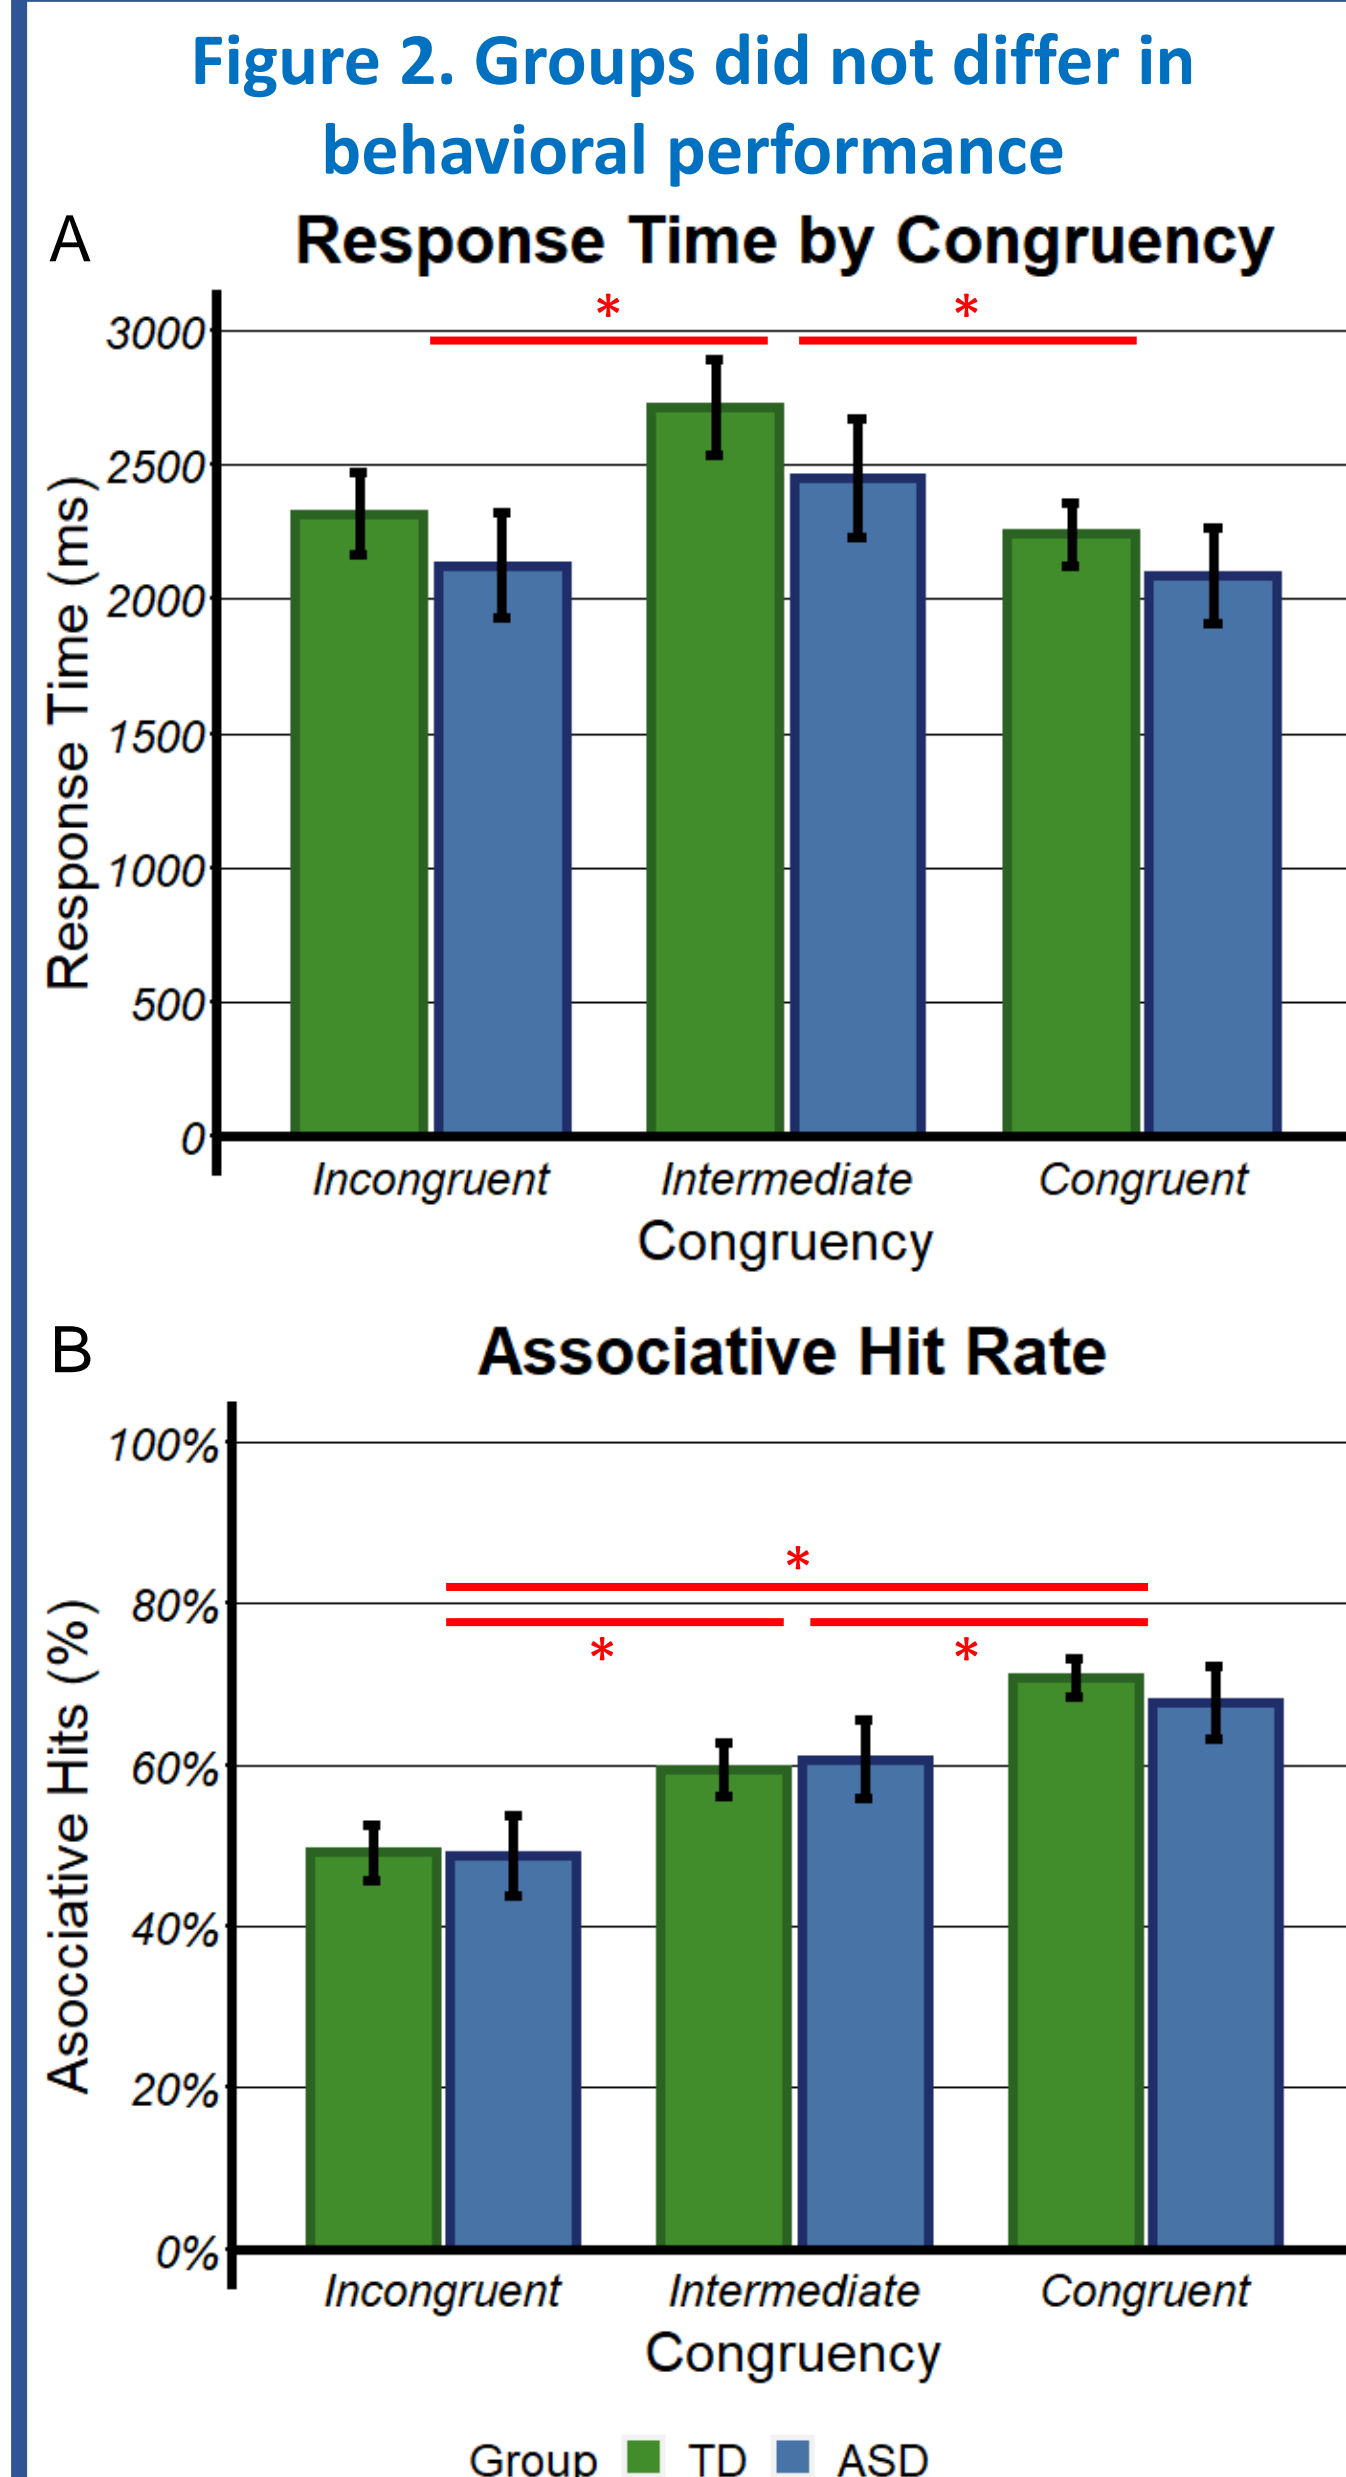 Figure 2. Groups did not differ in
behavioral performance
A
Response Time by Congruency
*
*
3000
2500
2000
1500
1000
500
0
Response Time (ms)
Incongruent
Intermediate
Congruent
Congruency
B
Associative Hit Rate
100%
80%
60%
40%
20%
0%
*
*
*
Asocciative Hits (%)
Incongruent
Intermediate
Congruent
Congruency
Group TD ASD